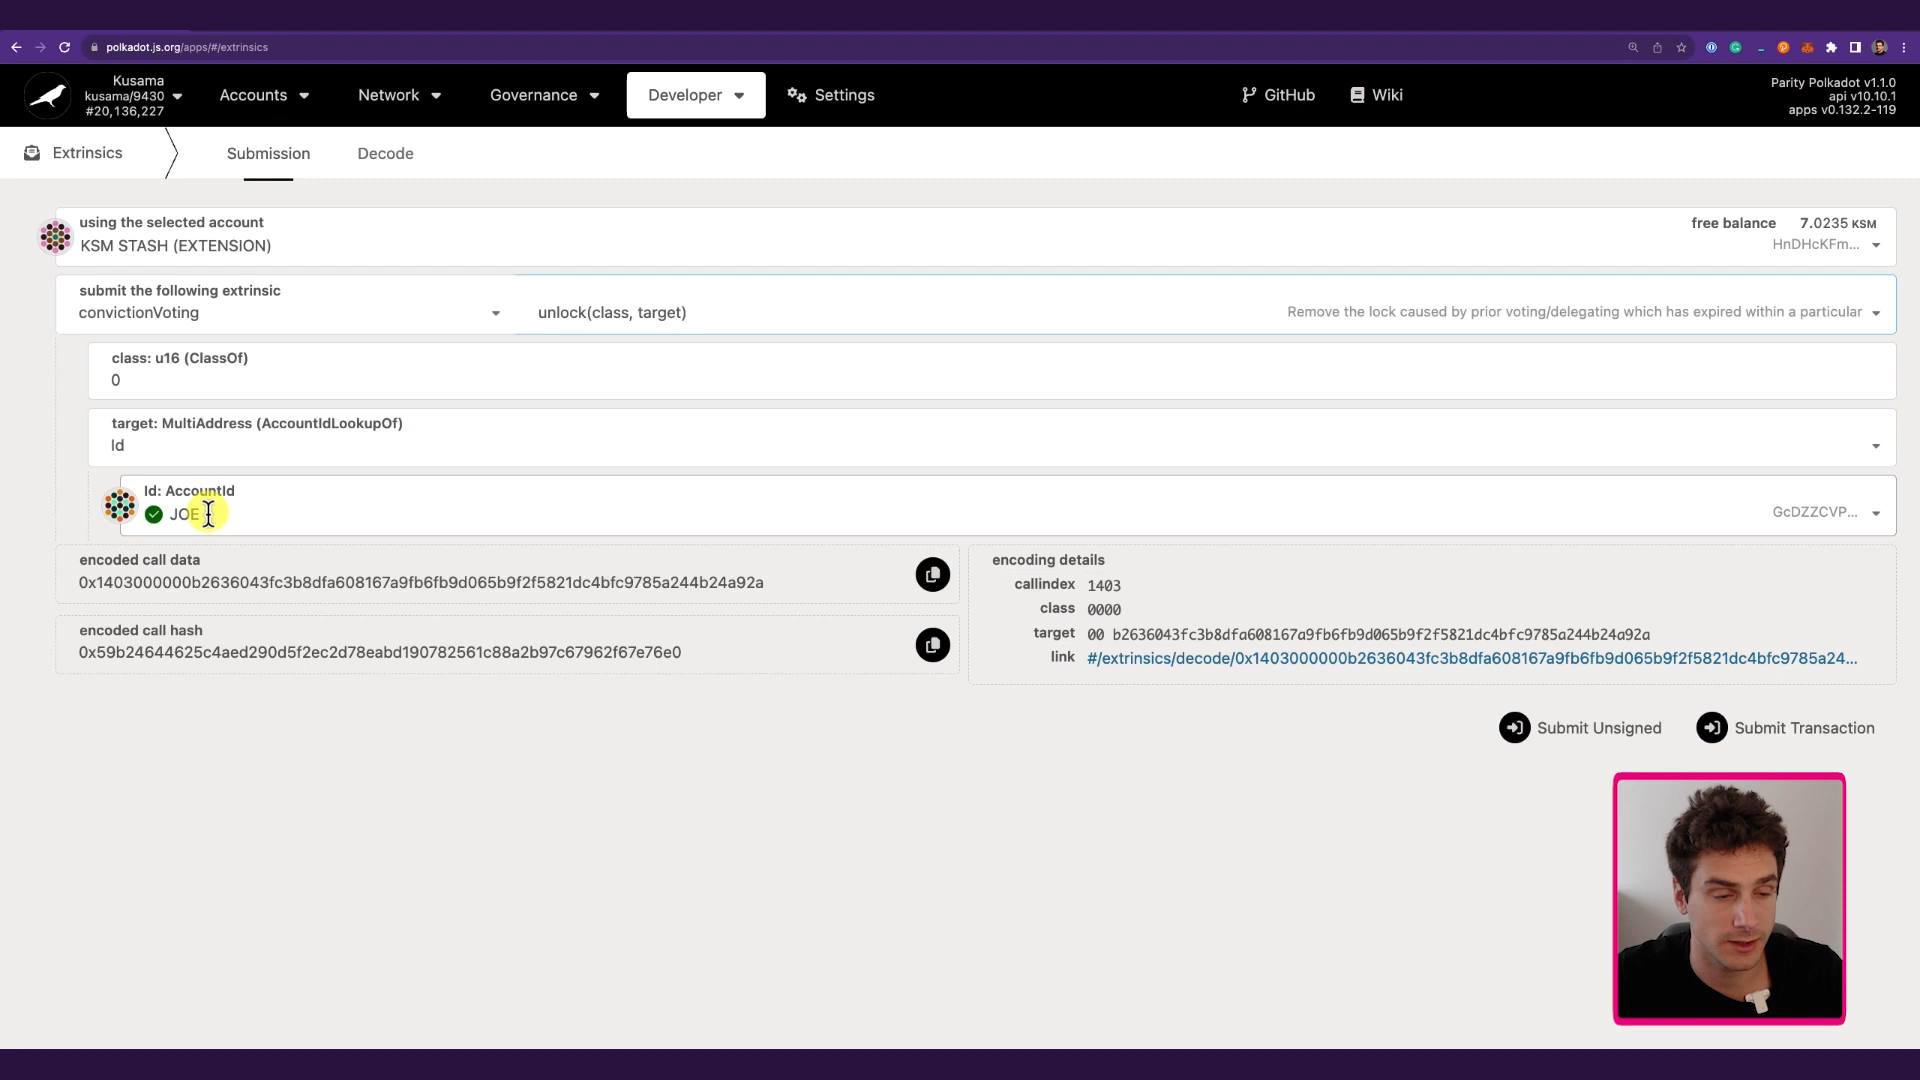 polkadot.js.org/apps/#/extrinsics
Kusama
kusama/9430
#20,136,227
Accounts
Network
Governance
Developer
Settings
GitHub
Wiki
Parity Polkadot v1.1.0
api v10.10.1
apps v0.132.2-119
Extrinsics
Submission
Decode
using the selected account
KSM STASH (EXTENSION)
free balance 7.0235 KSM
HnDHcKFm...
submit the following extrinsic
convictionVoting
unlock(class, target)
Remove the lock caused by prior voting/delegating which has expired within a particular
class: u16 (ClassOf)
0
target: MultiAddress (AccountIdLookupOf)
Id
Id: AccountId
JOE
GcDZZCVP...
encoded call data
0x1403000000b2636043fc3b8dfa608167a9fb6fb9d065b9f2f5821dc4bfc9785a244b24a92a
encoded call hash
0x59b24644625c4aed290d5f2ec2d78eabd190782561c88a2b97c67962f67e76e0
encoding details
callindex 1403
class 0000
target 00 b2636043fc3b8dfa608167a9fb6fb9d065b9f2f5821dc4bfc9785a244b24a92a
link #/extrinsics/decode/0x1403000000b2636043fc3b8dfa608167a9fb6fb9d065b9f2f5821dc4bfc9785a24...
Submit Unsigned
Submit Transaction